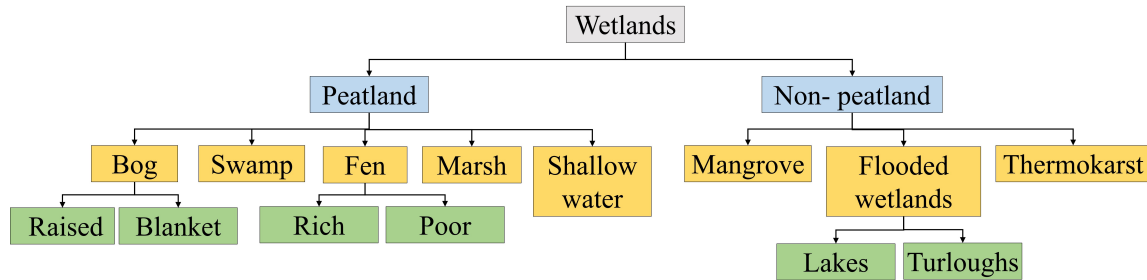 Wetlands
Peatland
Non- peatland
Bog
Swamp
Fen
Marsh
Shallow
water
Mangrove
Flooded
wetlands
Thermokarst
Raised
Blanket
Rich
Poor
Lakes
Turloughs